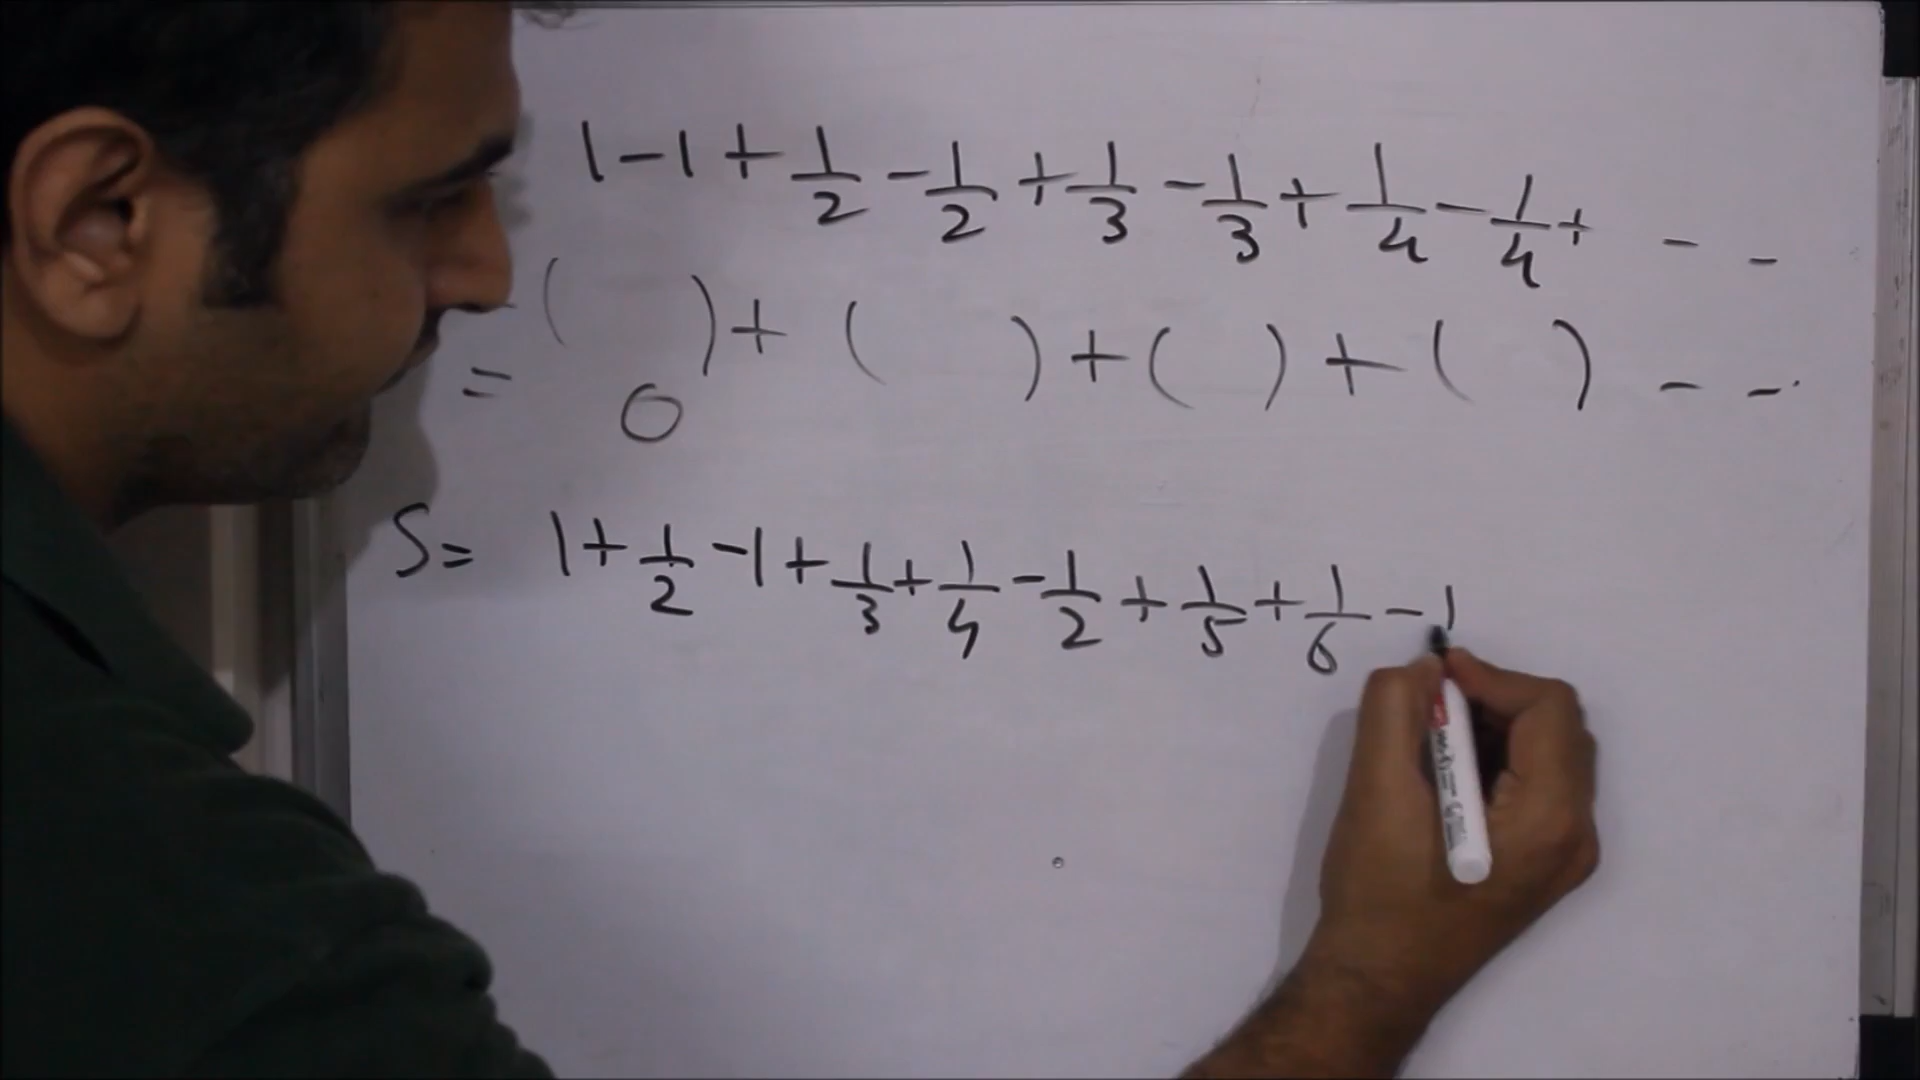 1 - 1 + 1/2 - 1/2 + 1/3 - 1/3 + 1/4 - 1/4 + - -
= ( ) + ( ) + ( ) + ( ) - -
0
S = 1 + 1/2 - 1 + 1/3 + 1/4 - 1/2 + 1/5 + 1/6 - 1